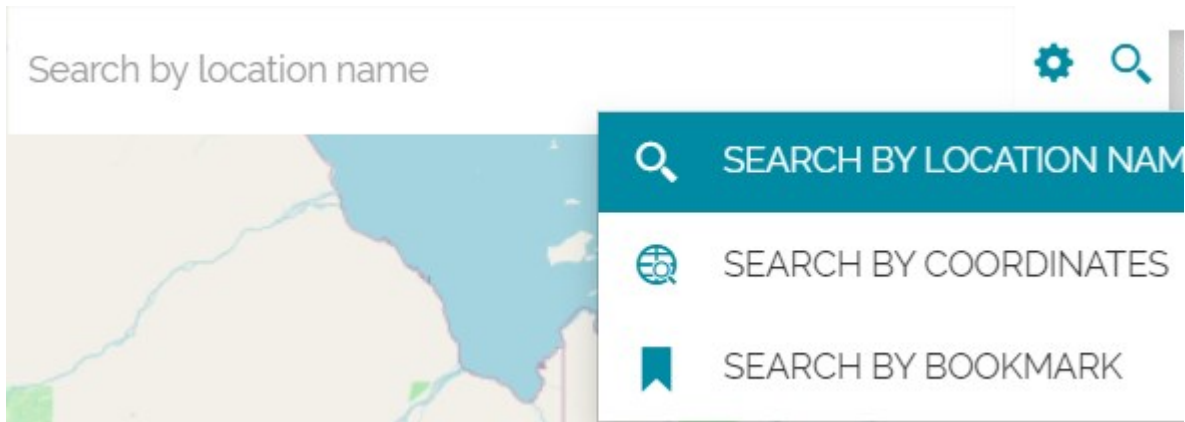 Search by location name
SEARCH BY LOCATION NAM
SEARCH BY COORDINATES
SEARCH BY BOOKMARK